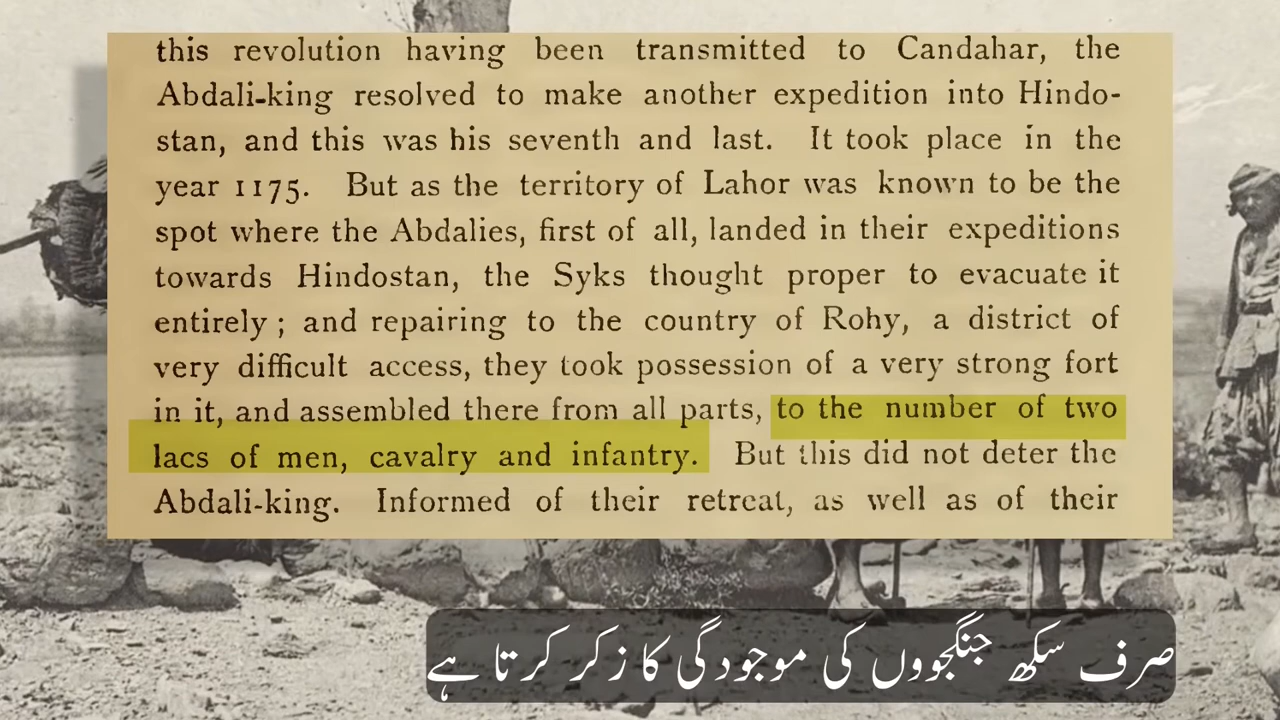 this revolution having been transmitted to Candahar, the
Abdali-king resolved to make another expedition into Hindo-
stan, and this was his seventh and last. It took place in the
year 1175. But as the territory of Lahor was known to be the
spot where the Abdalies, first of all, landed in their expeditions
towards Hindostan, the Syks thought proper to evacuate it
entirely; and repairing to the country of Rohy, a district of
very difficult access, they took possession of a very strong fort
in it, and assembled there from all parts, to the number of two
lacs of men, cavalry and infantry. But this did not deter the
Abdali-king. Informed of their retreat, as well as of their
صرف سکھ جنگجووں کی موجودگی کا زکر کرتا ہے